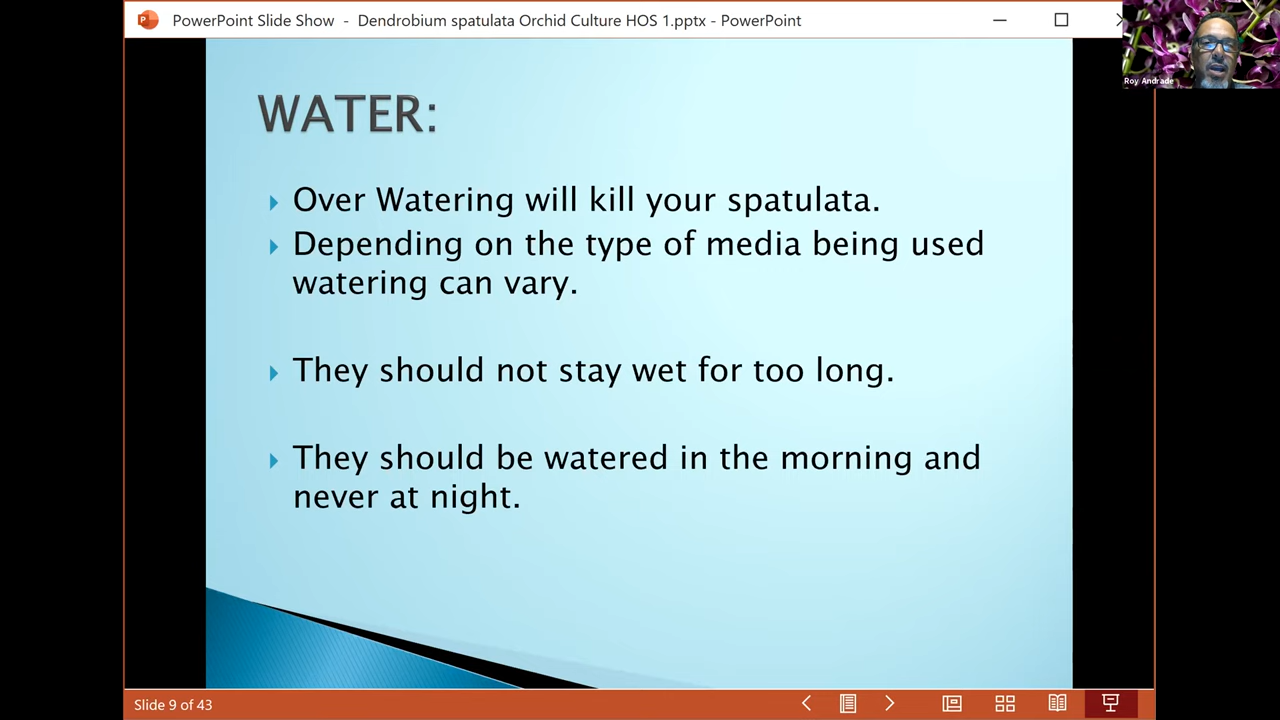 PowerPoint Slide Show - Dendrobium spatulata Orchid Culture HOS 1.pptx - PowerPoint
Roy Andrade
WATER:
Over Watering will kill your spatulata.
Depending on the type of media being used
watering can vary.
They should not stay wet for too long.
They should be watered in the morning and
never at night.
Slide 9 of 43